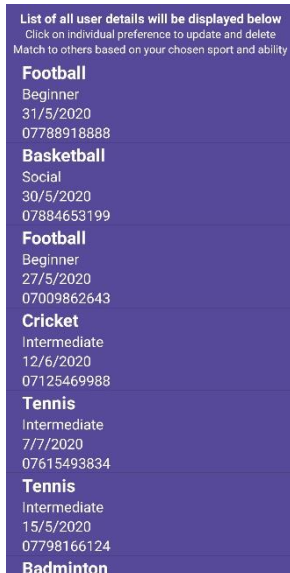 List of all user details will be displayed below
Click on individual preference to update and delete
Match to others based on your chosen sport and ability
Football
Beginner
31/5/2020
07788918888
Basketball
Social
30/5/2020
07884653199
Football
Beginner
27/5/2020
07009862643
Cricket
Intermediate
12/6/2020
07125469988
Tennis
Intermediate
7/7/2020
07615493834
Tennis
Intermediate
15/5/2020
07798166124
Badminton